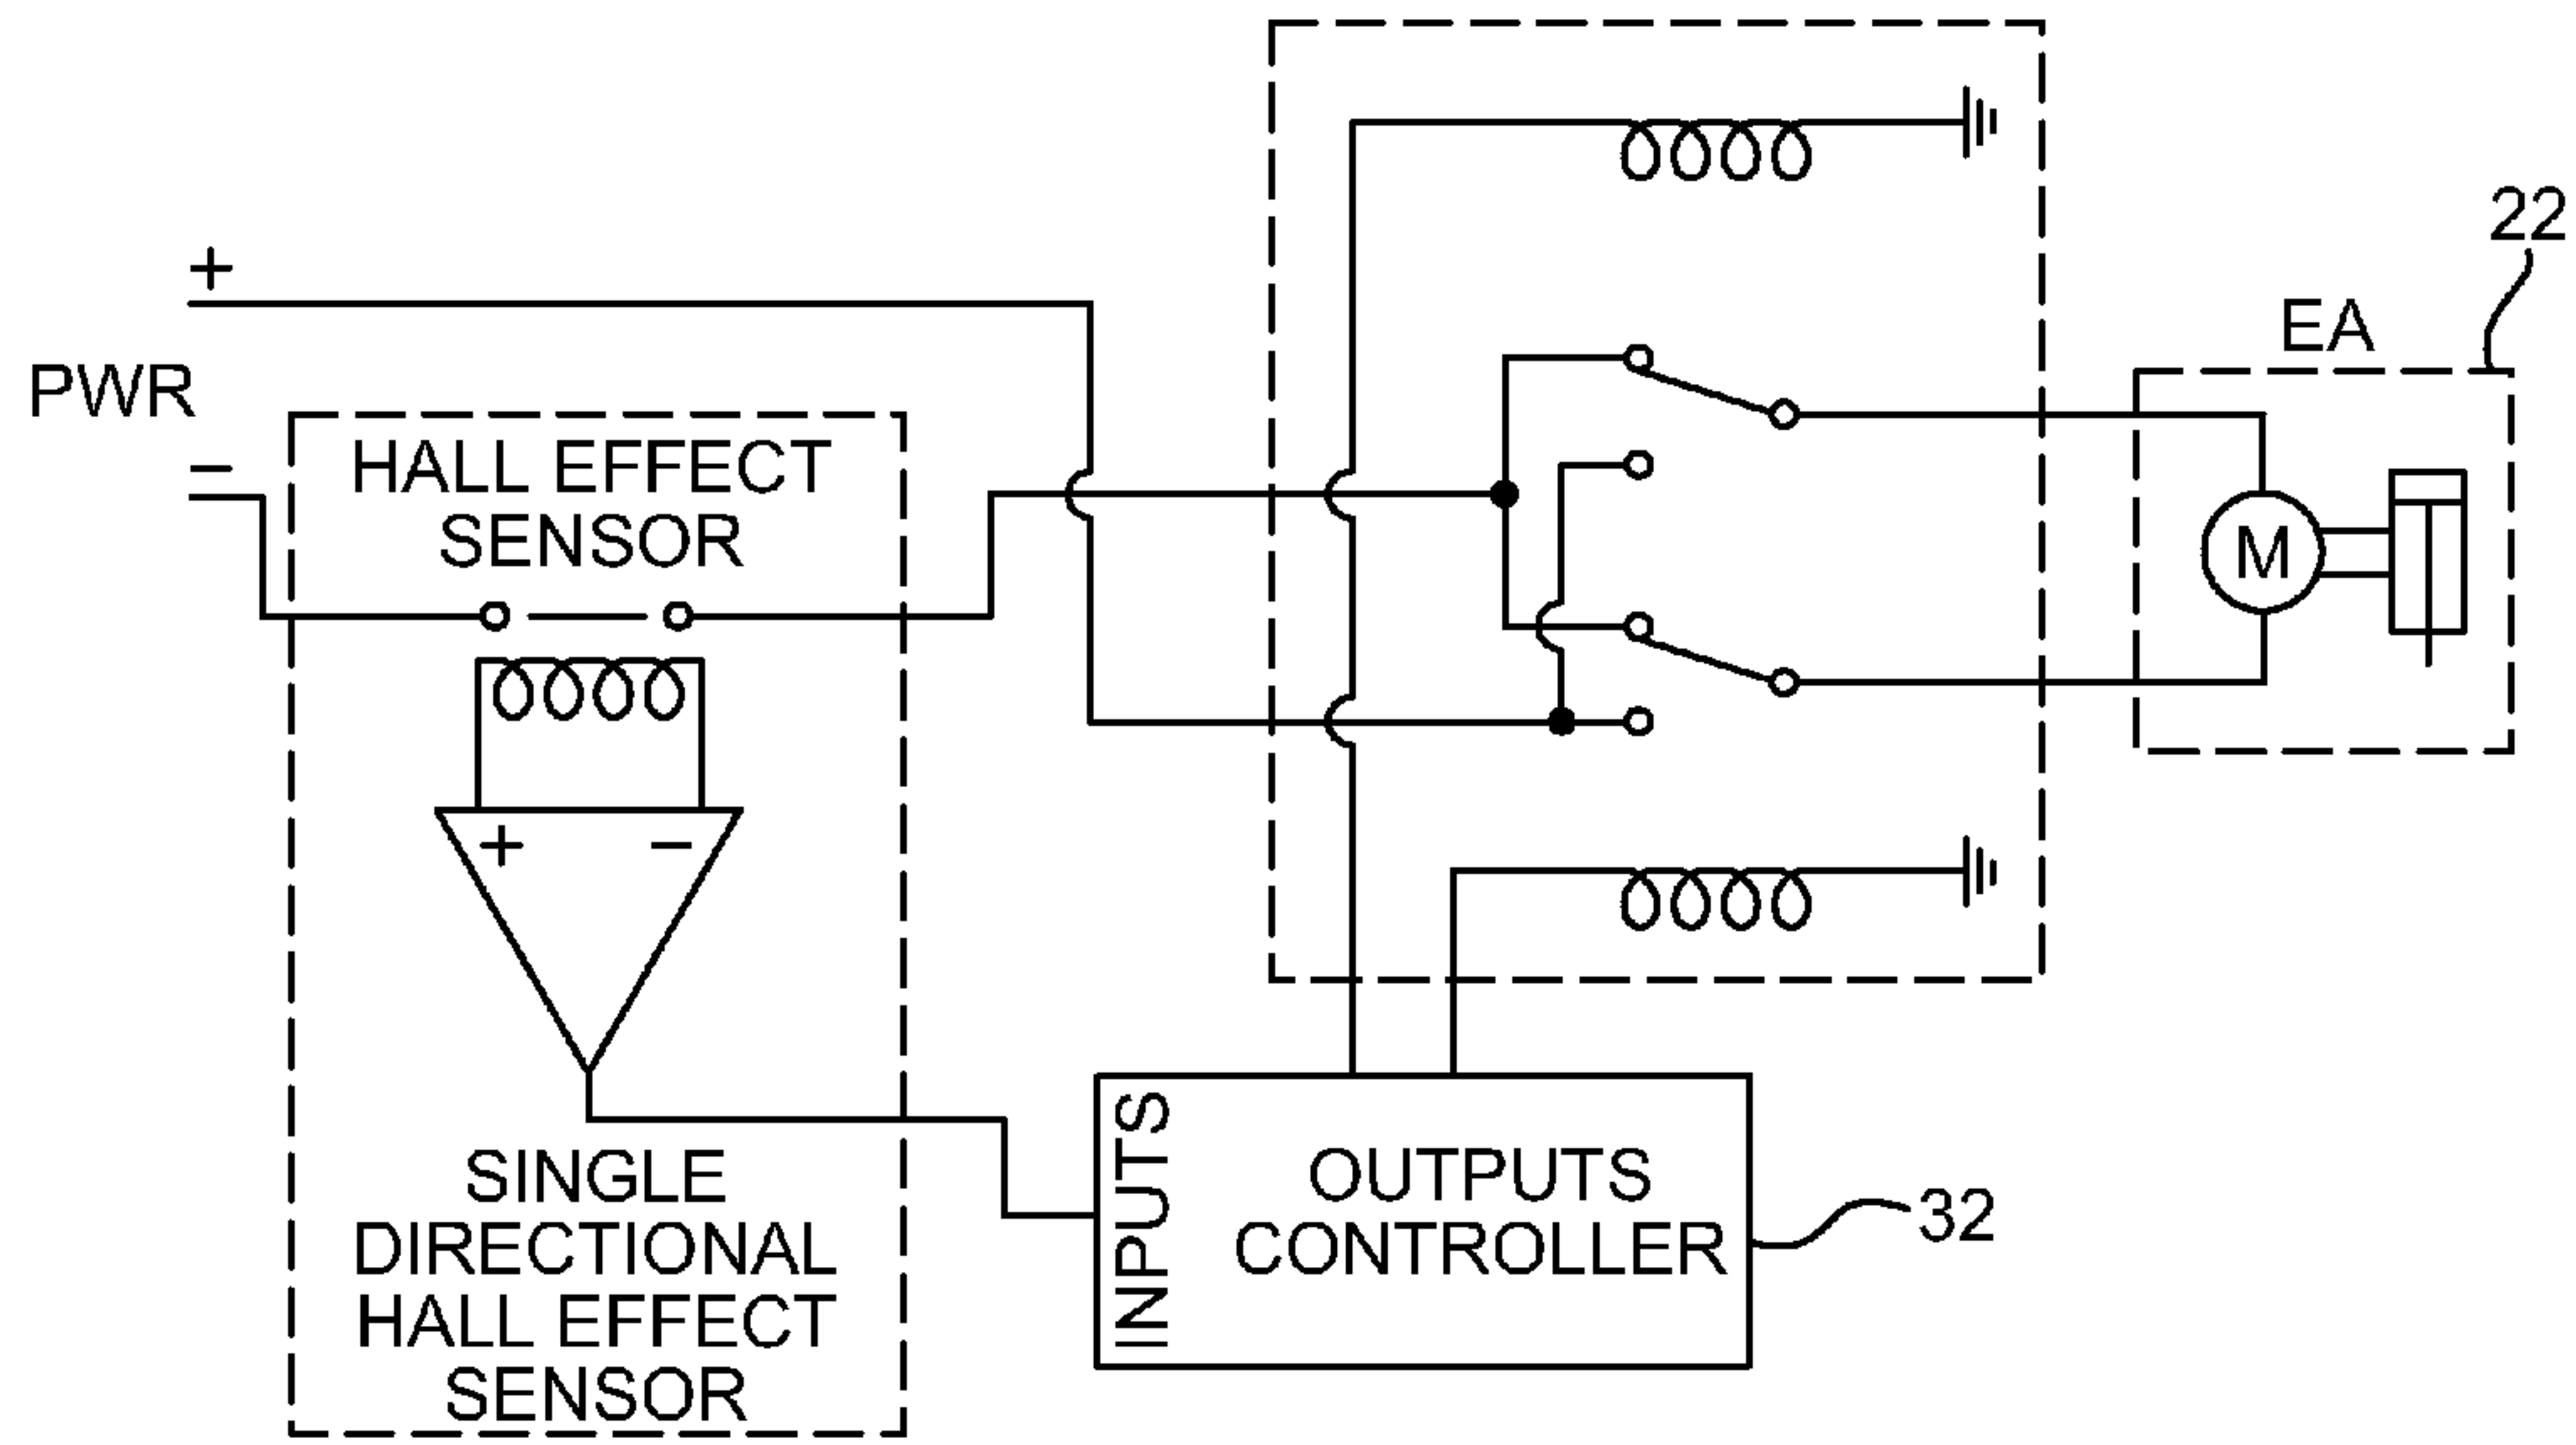 22
EA
+
PWR
−
HALL EFFECT
SENSOR
M
+ −
SINGLE
DIRECTIONAL
HALL EFFECT
SENSOR
INPUTS
OUTPUTS
CONTROLLER
32